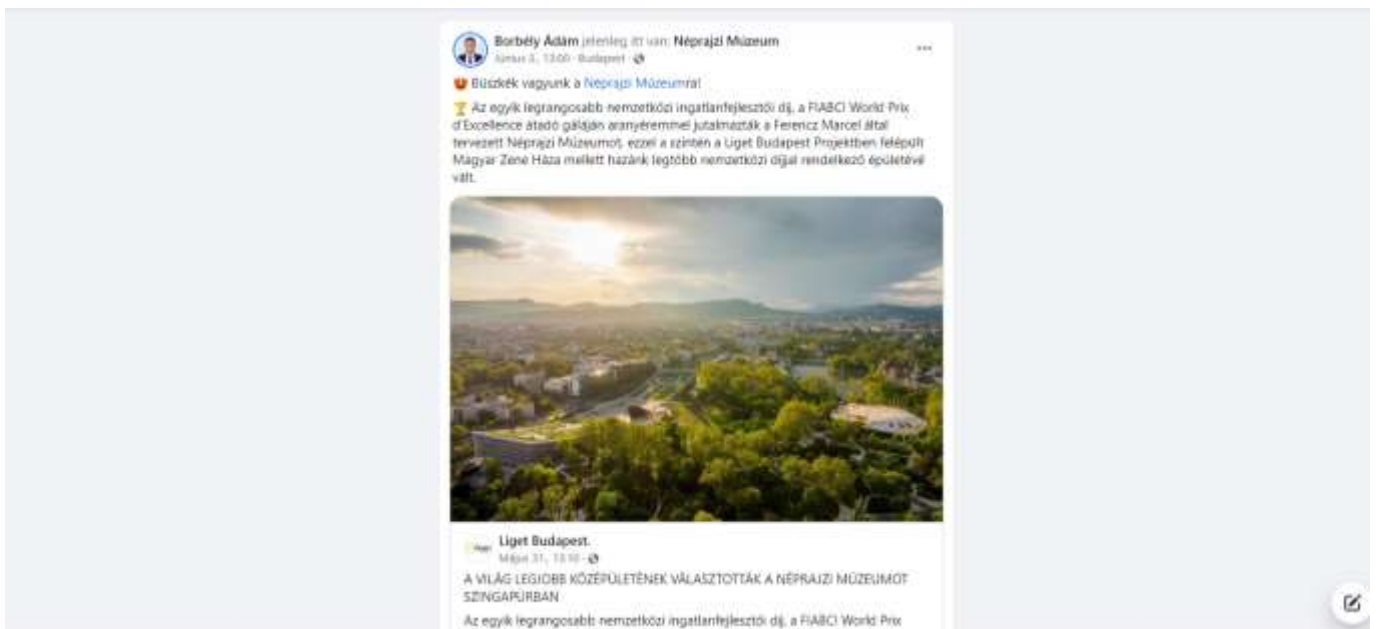 Borbély Ádám jelenleg itt van: Néprajzi Múzeum
Június 3., 13:00 · Budapest ·
Büszkék vagyunk a Néprajzi Múzeumra!
Az egyik legrangosabb nemzetközi ingatlanfejlesztői díj, a FIABCI World Prix
d'Excellence átadó gáláján aranyéremmel jutalmazták a Ferencz Marcel által
tervezett Néprajzi Múzeumot, ezzel a szintén a Liget Budapest Projektben felépült
Magyar Zene Háza mellett hazánk legtöbb nemzetközi díjjal rendelkező épületévé
vált.
Liget Budapest.
Május 31., 13:10 ·
A VILÁG LEGJOBB KÖZÉPÜLETÉNEK VÁLASZTOTTÁK A NÉPRAJZI MÚZEUMOT
SZINGAPÚRBAN
Az egyik legrangosabb nemzetközi ingatlanfejlesztői díj, a FIABCI World Prix